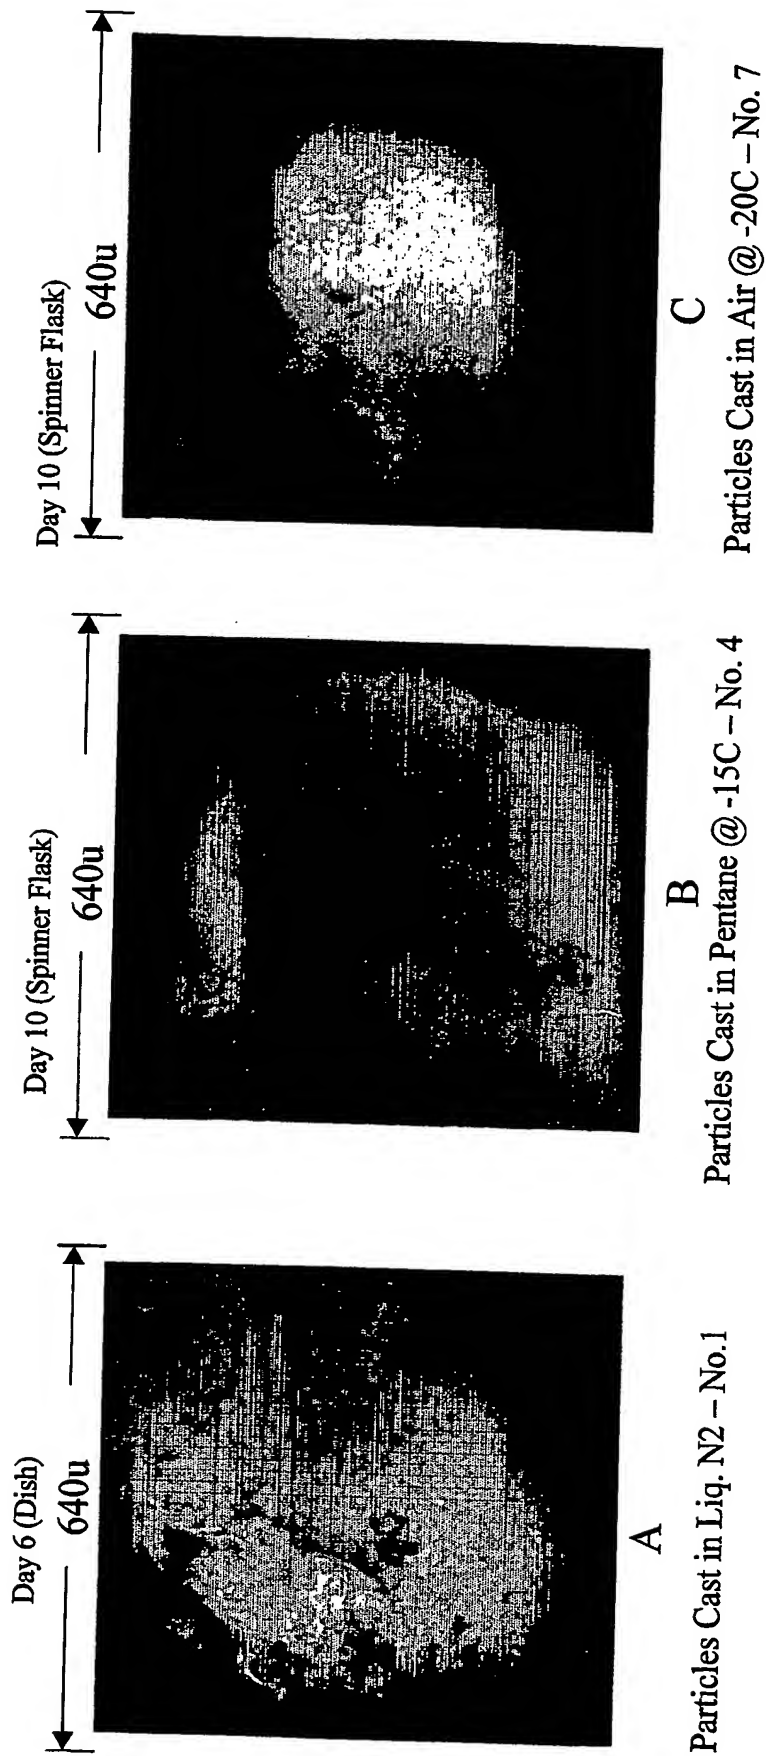 Day 6 (Dish)
640u
A
Particles Cast in Liq. N2 – No.1
Day 10 (Spinner Flask)
640u
B
Particles Cast in Pentane @ -15C – No. 4
Day 10 (Spinner Flask)
640u
C
Particles Cast in Air @ -20C – No. 7